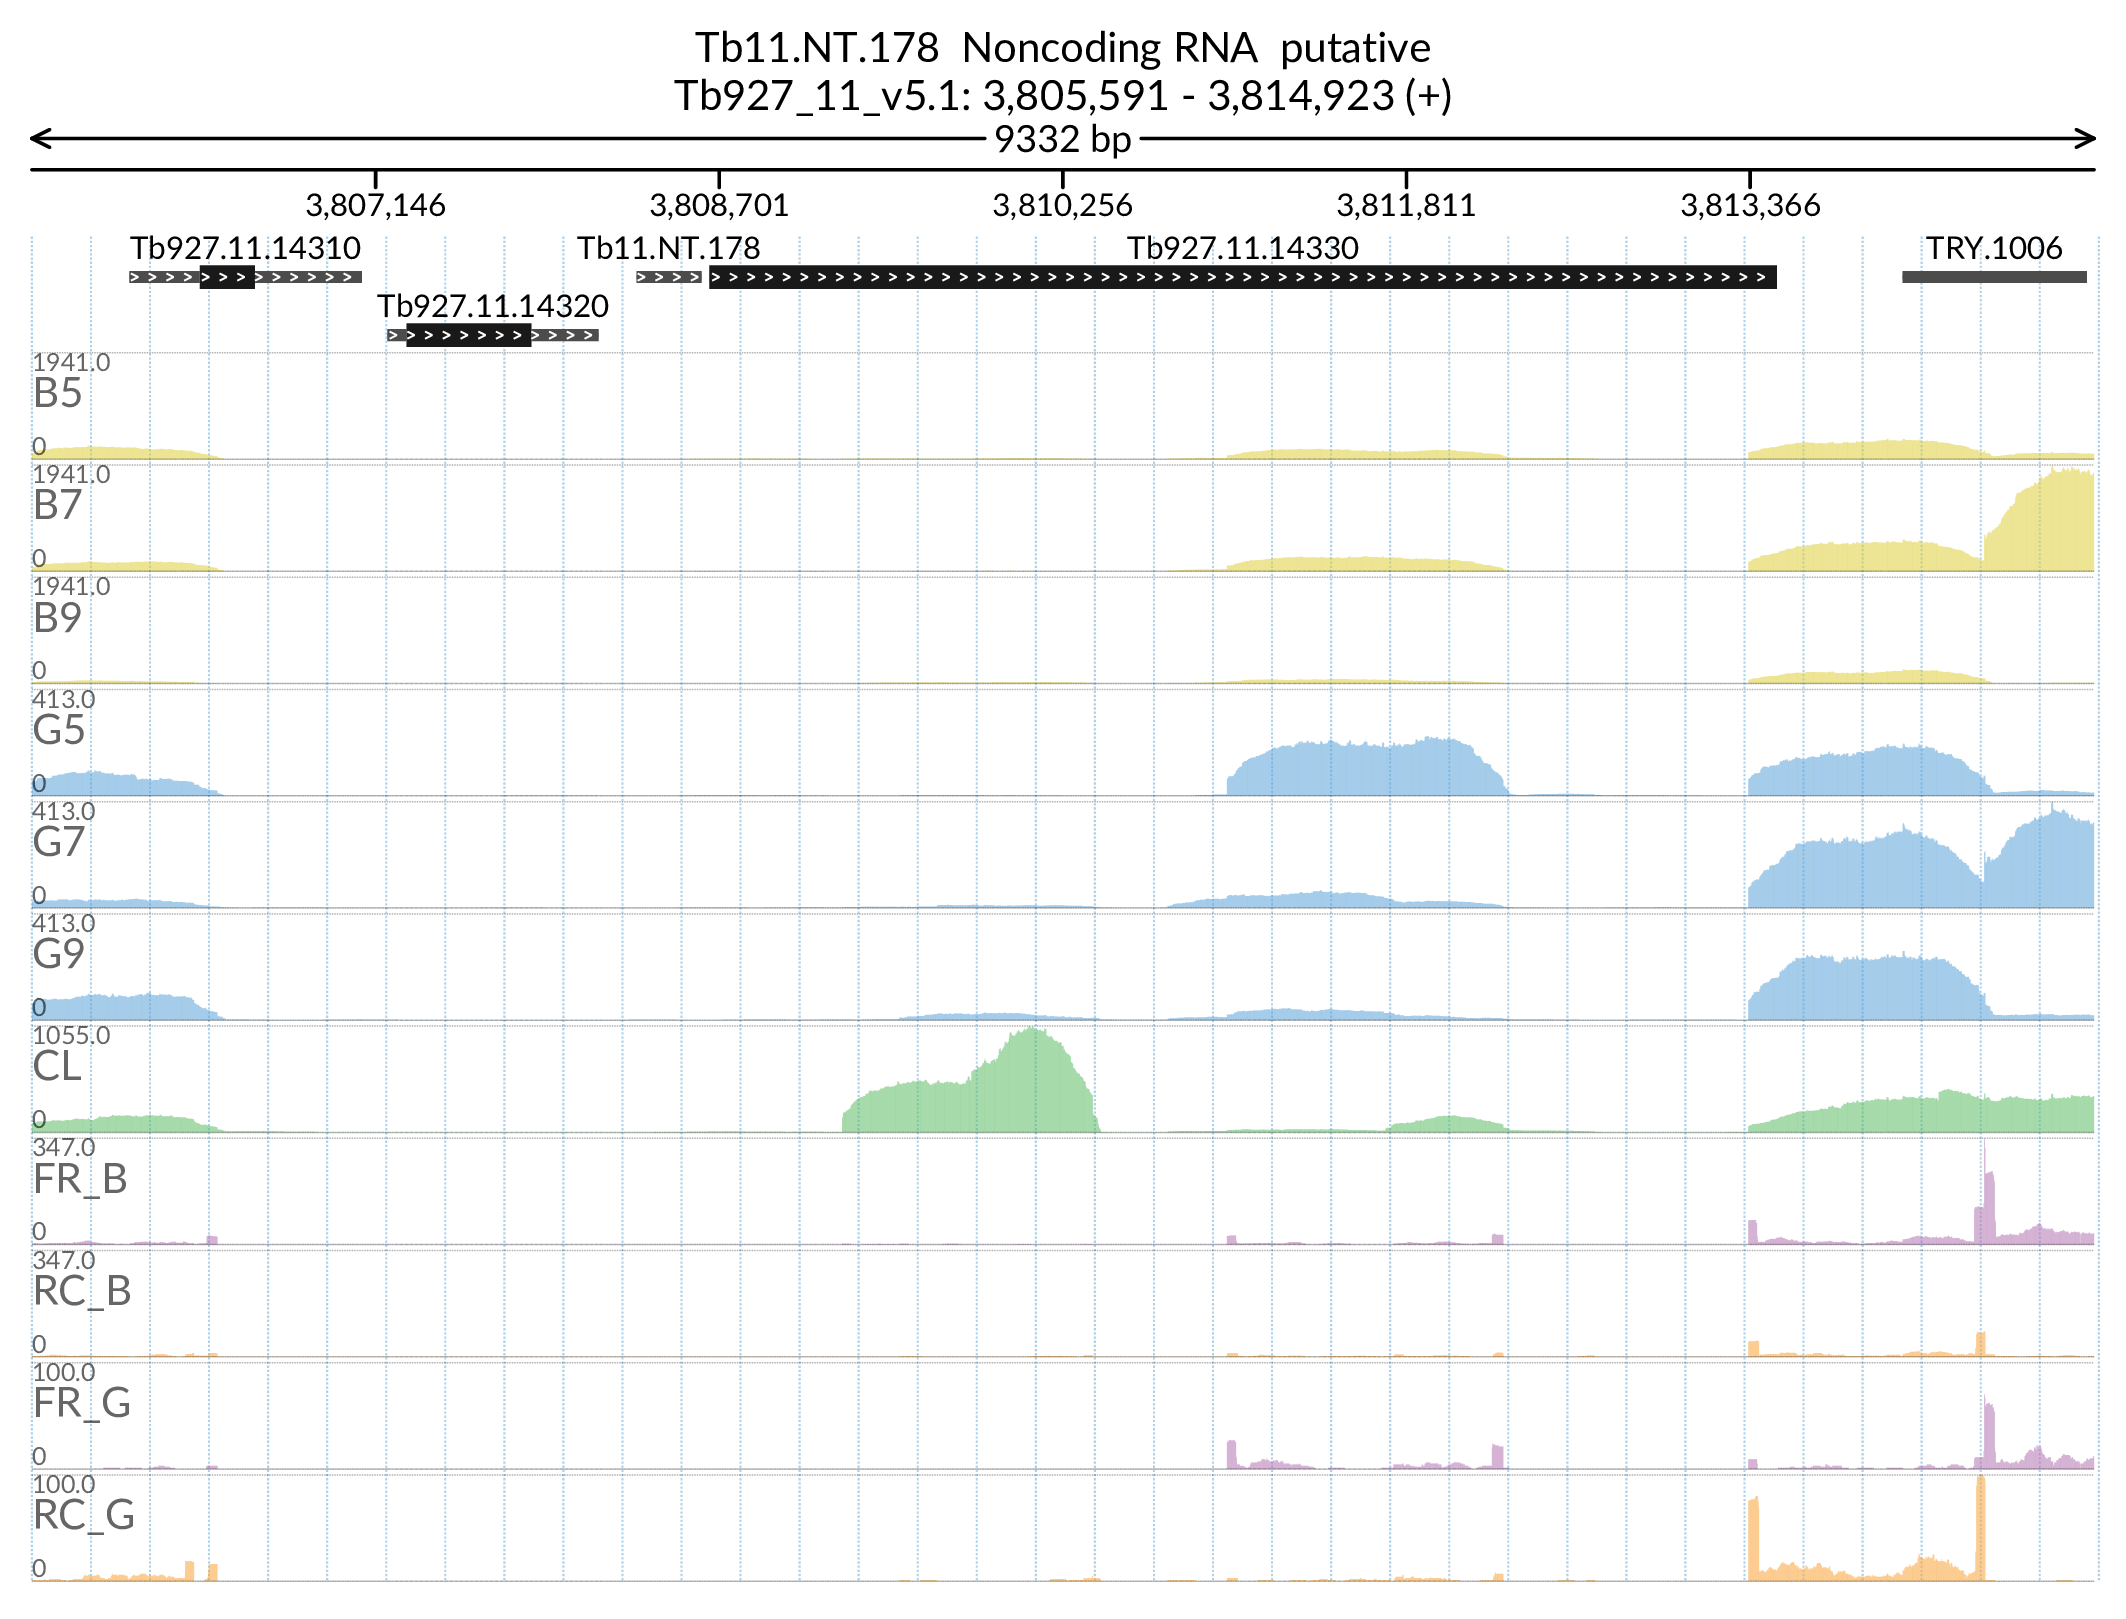 Tb11.NT.178  Noncoding RNA  putative
Tb927_11_v5.1: 3,805,591 - 3,814,923 (+)
9332 bp
3,807,146 3,808,701 3,810,256 3,811,811 3,813,366
Tb927.11.14310 Tb11.NT.178 Tb927.11.14330 TRY.1006
Tb927.11.14320
1941.0
B5
0
1941.0
B7
0
1941.0
B9
0
413.0
G5
0
413.0
G7
0
413.0
G9
0
1055.0
CL
0
347.0
FR_B
0
347.0
RC_B
0
100.0
FR_G
0
100.0
RC_G
0